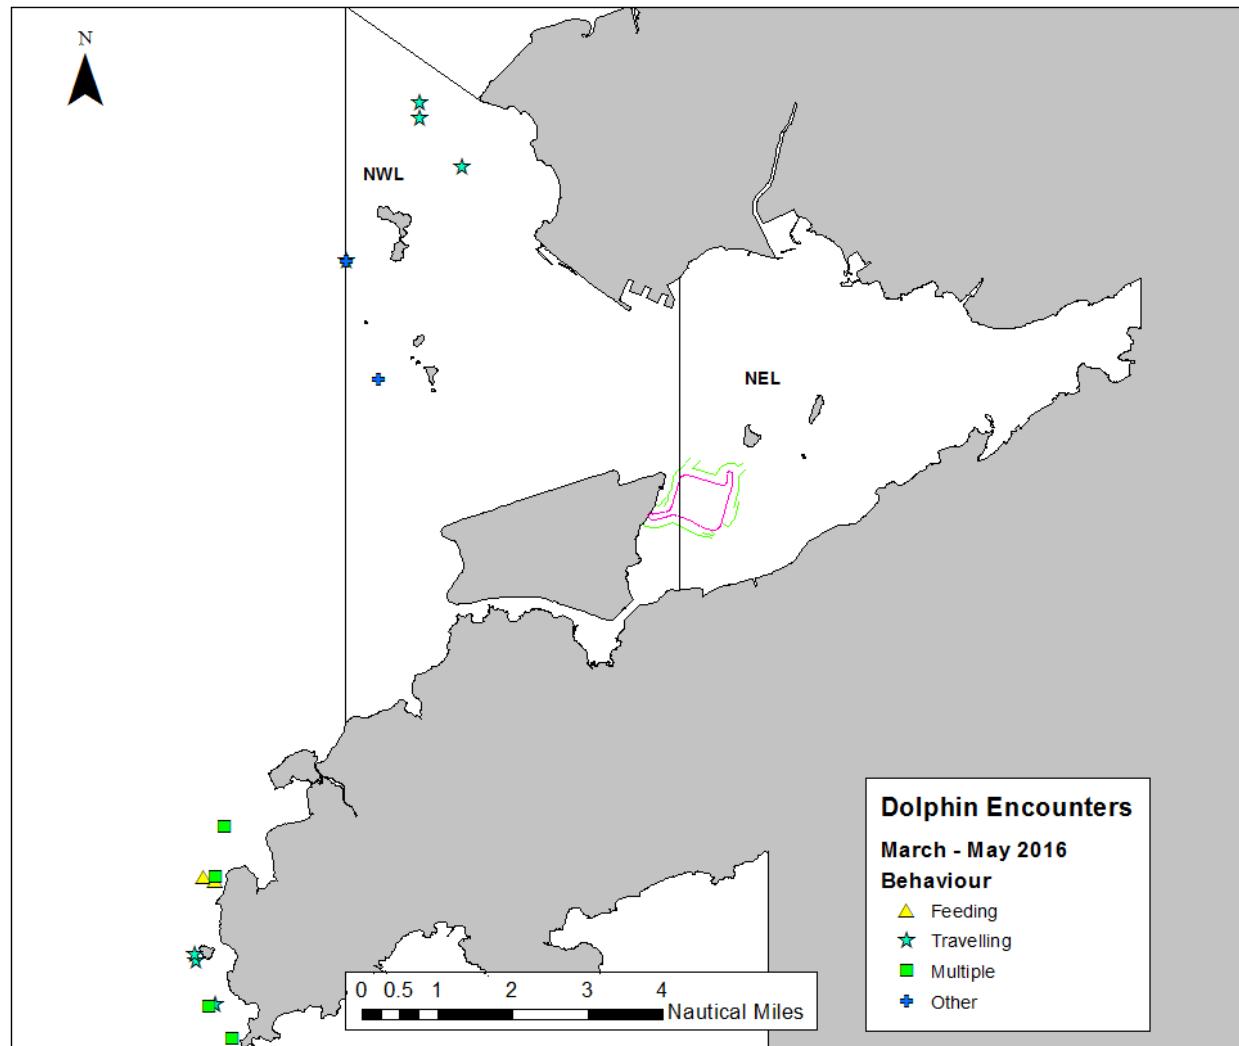 N
NWL
NEL
Dolphin Encounters
March - May 2016
Behaviour
Feeding
Travelling
Multiple
Other
0 0.5 1 2 3 4
Nautical Miles